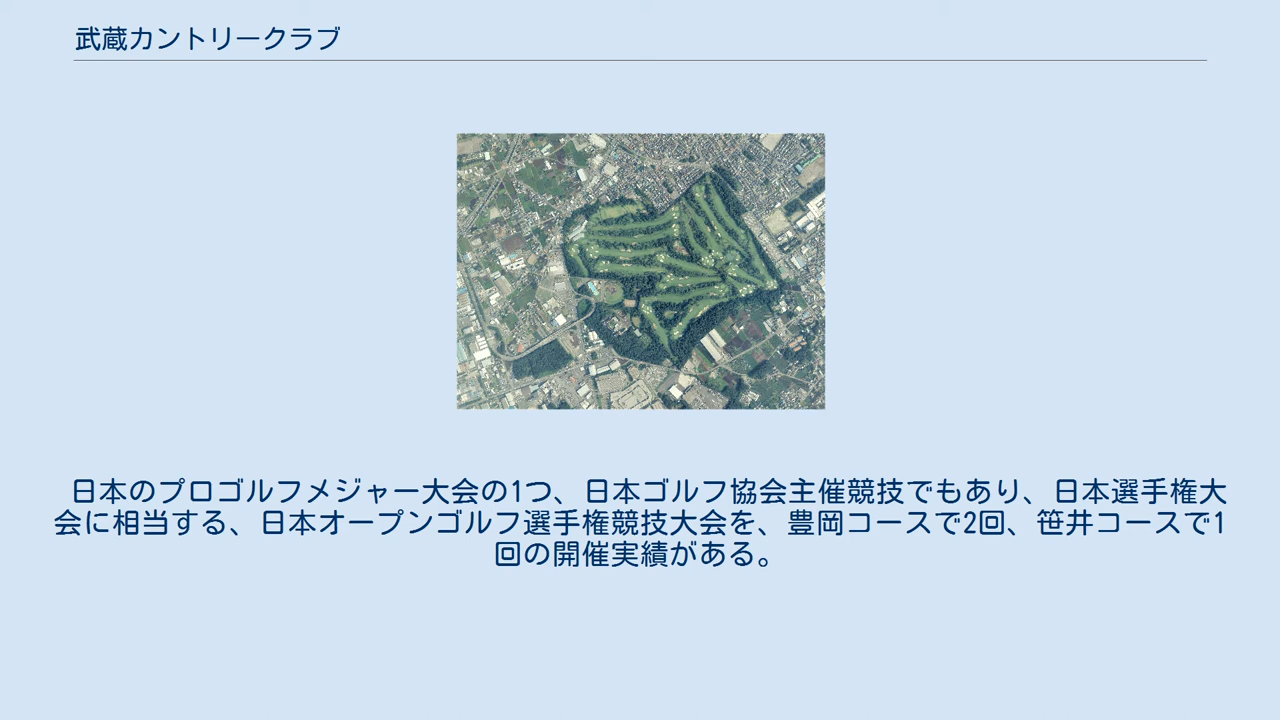 武蔵カントリークラブ
日本のプロゴルフメジャー大会の1つ、日本ゴルフ協会主催競技でもあり、日本選手権大
会に相当する、日本オープンゴルフ選手権競技大会を、豊岡コースで2回、笹井コースで1
回の開催実績がある。